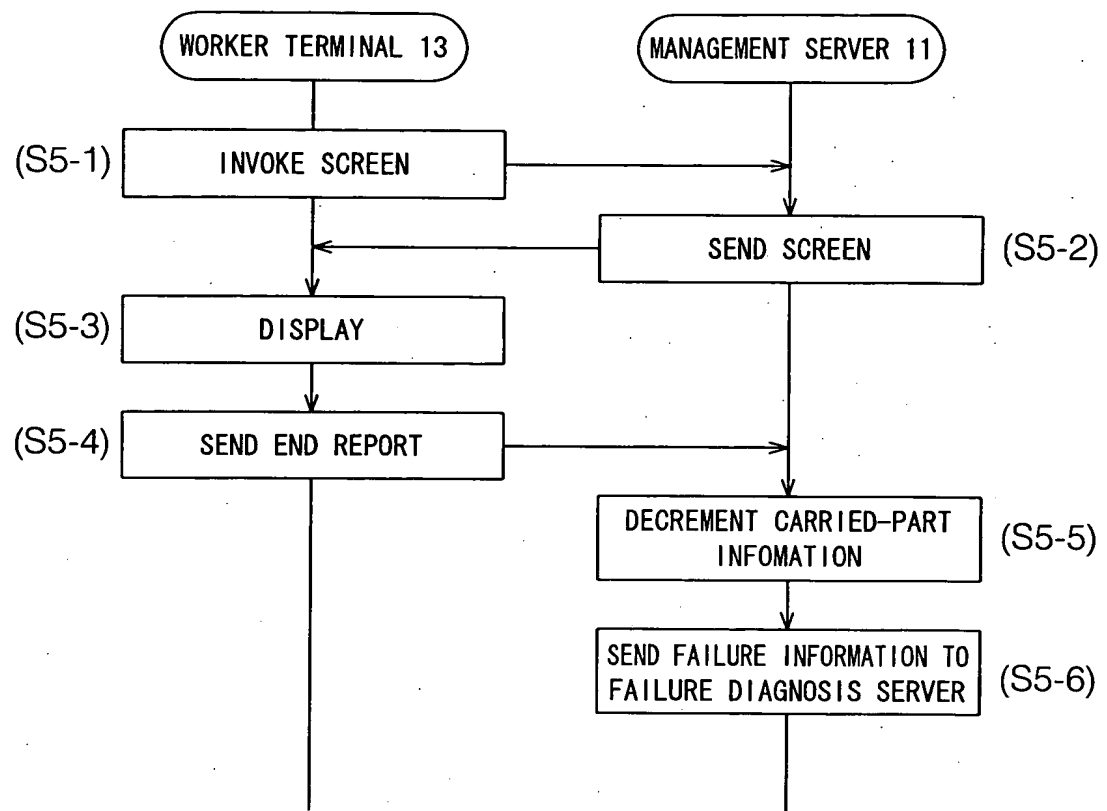 WORKER TERMINAL 13
MANAGEMENT SERVER 11
(S5-1)
INVOKE SCREEN
SEND SCREEN
(S5-2)
(S5-3)
DISPLAY
(S5-4)
SEND END REPORT
DECREMENT CARRIED-PART
INFOMATION
(S5-5)
SEND FAILURE INFORMATION TO
FAILURE DIAGNOSIS SERVER
(S5-6)